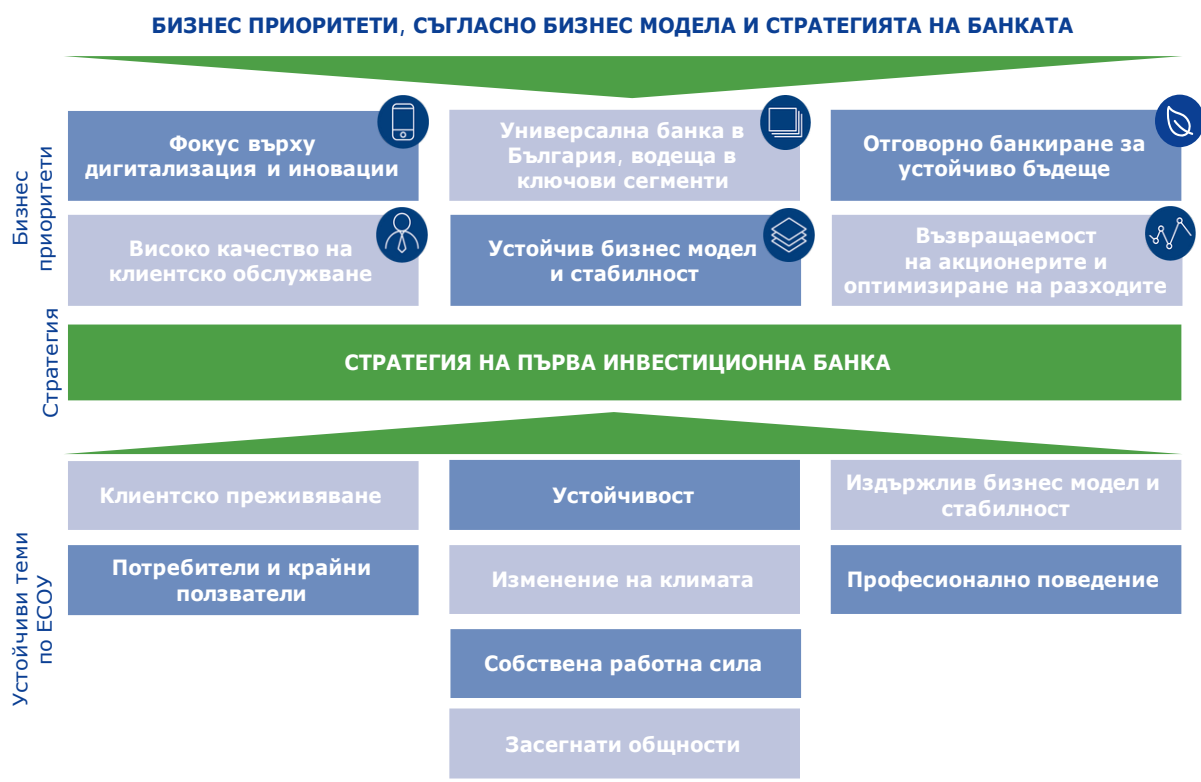 БИЗНЕС ПРИОРИТЕТИ, СЪГЛАСНО БИЗНЕС МОДЕЛА И СТРАТЕГИЯТА НА БАНКАТА
Бизнес
приоритети
Фокус върху
дигитализация и иновации
Универсална банка в
България, водеща в
ключови сегменти
Отговорно банкиране за
устойчиво бъдеще
Високо качество на
клиентско обслужване
Устойчив бизнес модел
и стабилност
Възвращаемост
на акционерите и
оптимизиране на разходите
Стратегия
СТРАТЕГИЯ НА ПЪРВА ИНВЕСТИЦИОННА БАНКА
Устойчиви теми
по ЕСОУ
Клиентско преживяване
Устойчивост
Издържлив бизнес модел и
стабилност
Потребители и крайни
ползватели
Изменение на климата
Професионално поведение
Собствена работна сила
Засегнати общности